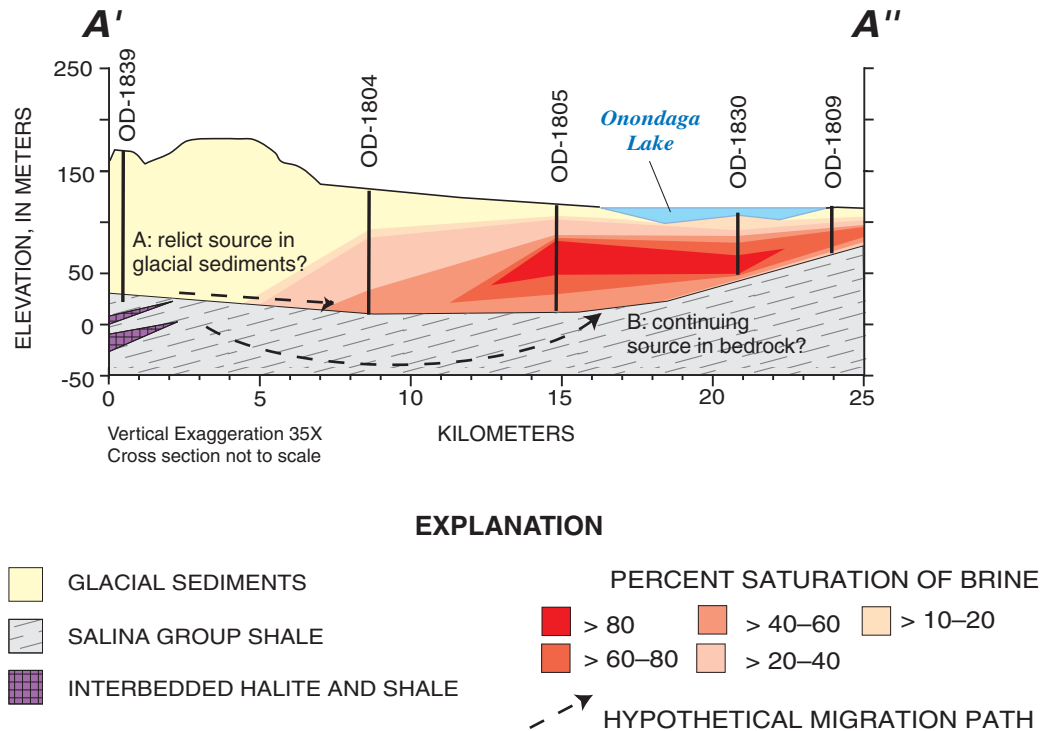 A' A"
250
150
50
0
-50
ELEVATION, IN METERS
OD-1839
OD-1804
OD-1805
OD-1830
OD-1809
Onondaga
Lake
A: relict source in
glacial sediments?
B: continuing
source in bedrock?
0 5 10 15 20 25
KILOMETERS
Vertical Exaggeration 35X
Cross section not to scale
EXPLANATION
GLACIAL SEDIMENTS
SALINA GROUP SHALE
INTERBEDDED HALITE AND SHALE
PERCENT SATURATION OF BRINE
> 80
> 60–80
> 40–60
> 20–40
> 10–20
HYPOTHETICAL MIGRATION PATH